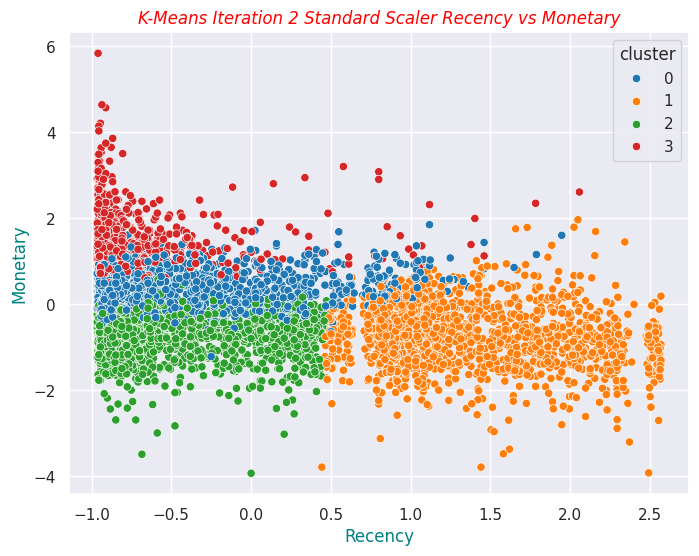 K-Means Iteration 2 Standard Scaler Recency vs Monetary
cluster
0
1
2
3
6
4
2
0
−2
−4
Monetary
−1.0 −0.5 0.0 0.5 1.0 1.5 2.0 2.5
Recency